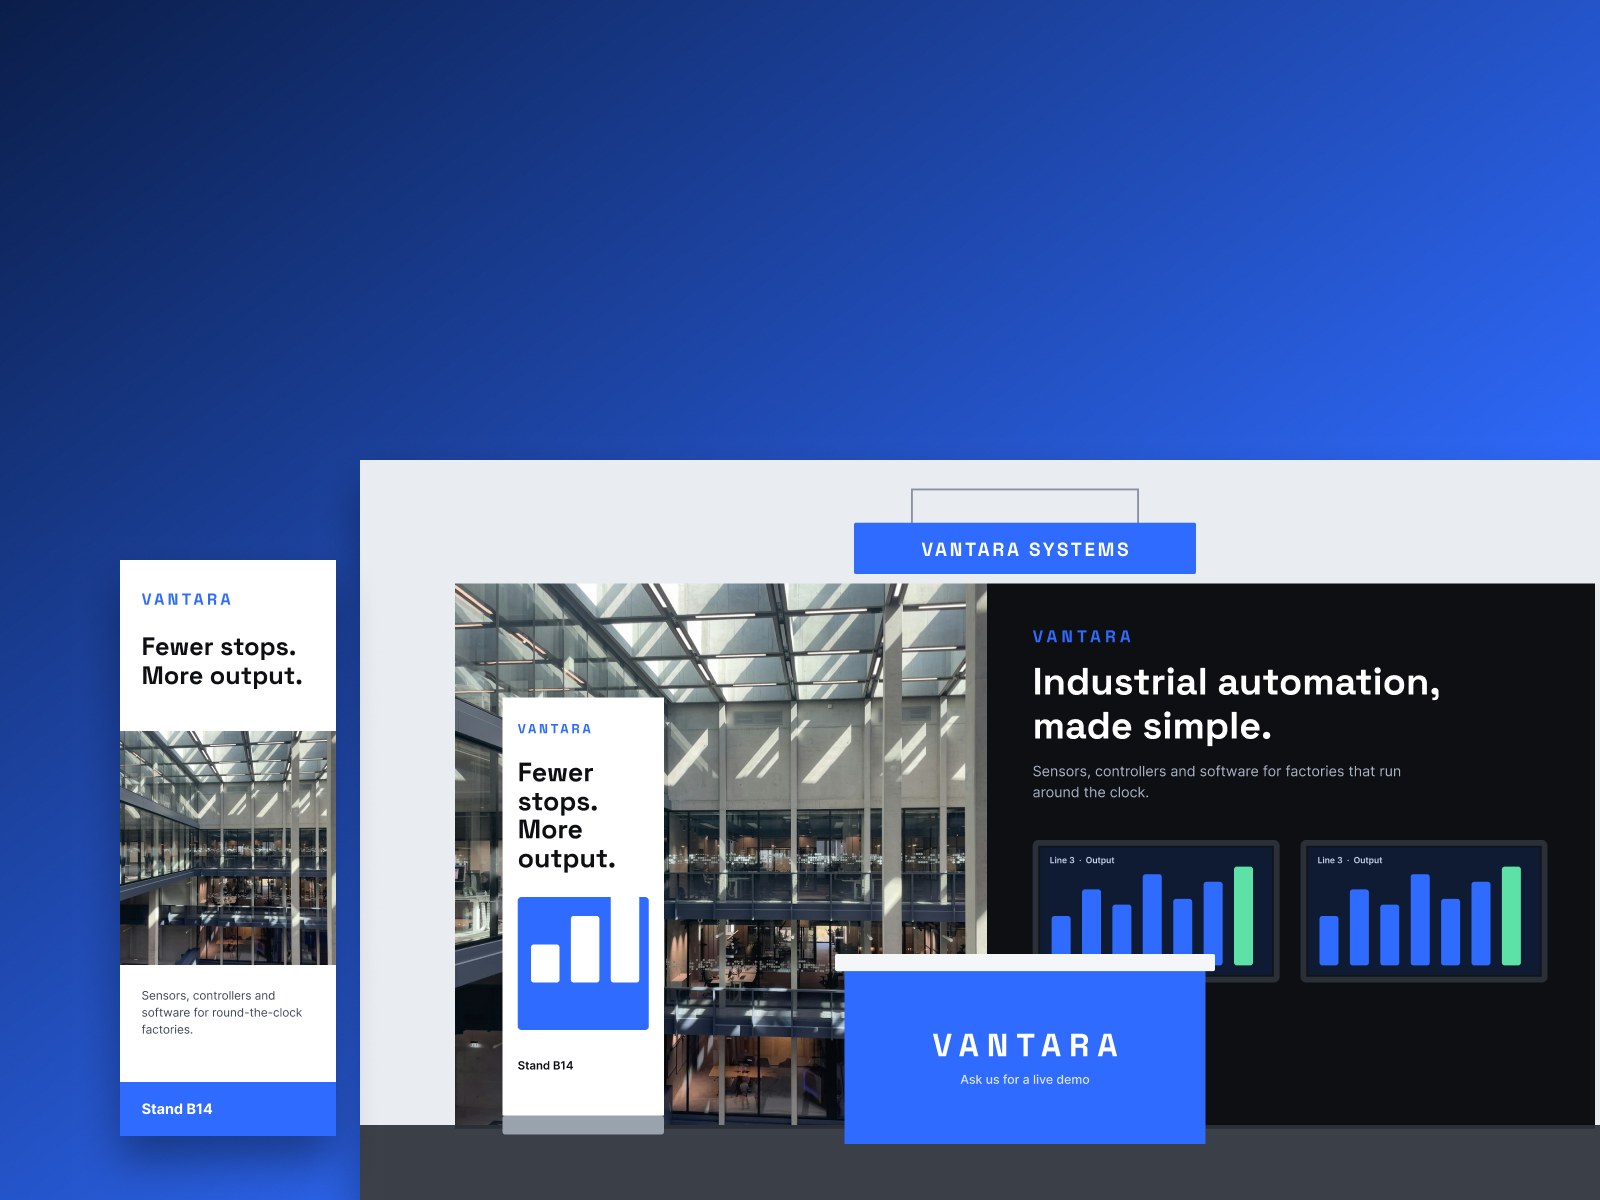 VANTARA
Fewer stops.
More output.
Sensors, controllers and
software for round-the-clock
factories.
Stand B14
VANTARA SYSTEMS
VANTARA
Fewer
stops.
More
output.
Stand B14
VANTARA
Industrial automation,
made simple.
Sensors, controllers and software for factories that run
around the clock.
Line 3 · Output
Line 3 · Output
VANTARA
Ask us for a live demo